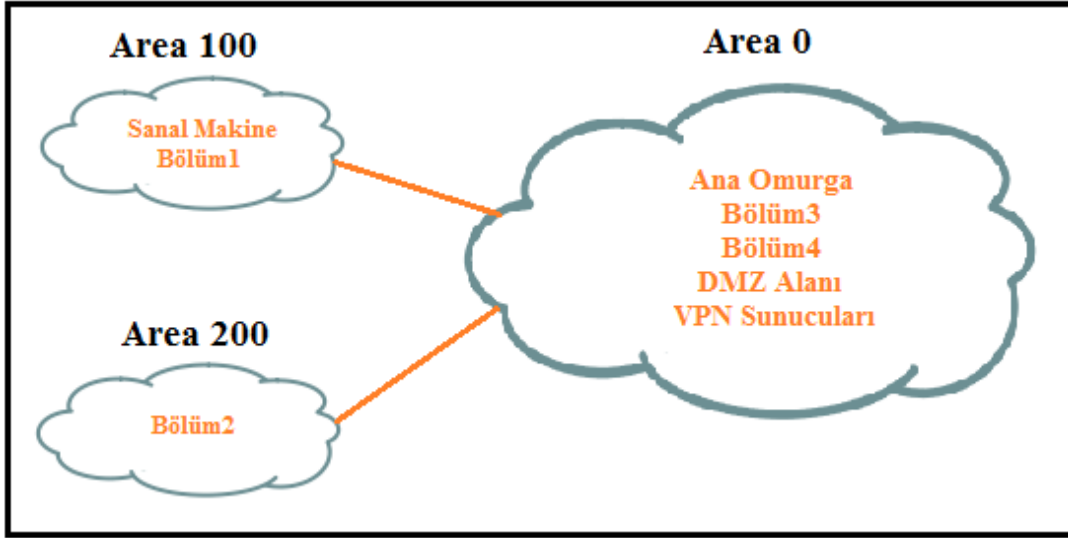 Area 100
Sanal Makine
Bölüm1
Area 0
Ana Omurga
Bölüm3
Bölüm4
DMZ Alanı
VPN Sunucuları
Area 200
Bölüm2